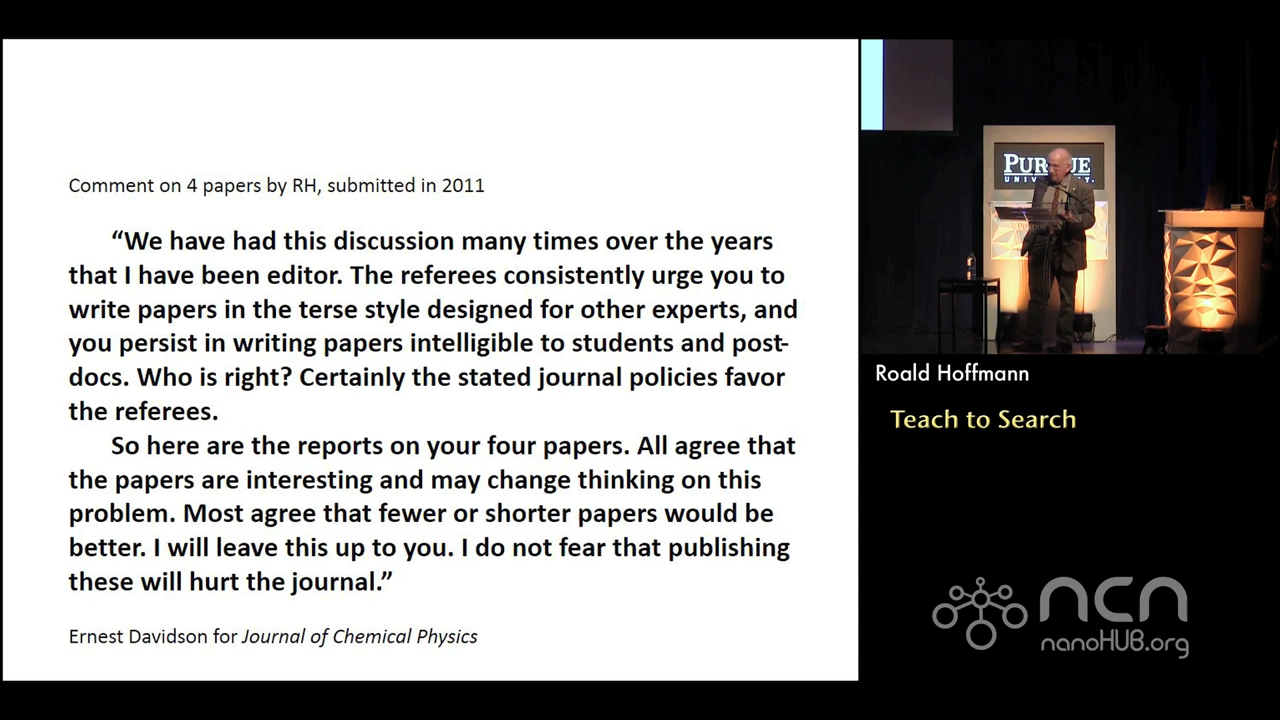 Comment on 4 papers by RH, submitted in 2011
“We have had this discussion many times over the years
that I have been editor. The referees consistently urge you to
write papers in the terse style designed for other experts, and
you persist in writing papers intelligible to students and post-
docs. Who is right? Certainly the stated journal policies favor
the referees.
So here are the reports on your four papers. All agree that
the papers are interesting and may change thinking on this
problem. Most agree that fewer or shorter papers would be
better. I will leave this up to you. I do not fear that publishing
these will hurt the journal.”
Ernest Davidson for Journal of Chemical Physics
PURDUE
UNIVERSITY.
Roald Hoffmann
Teach to Search
ncn
nanoHUB.org